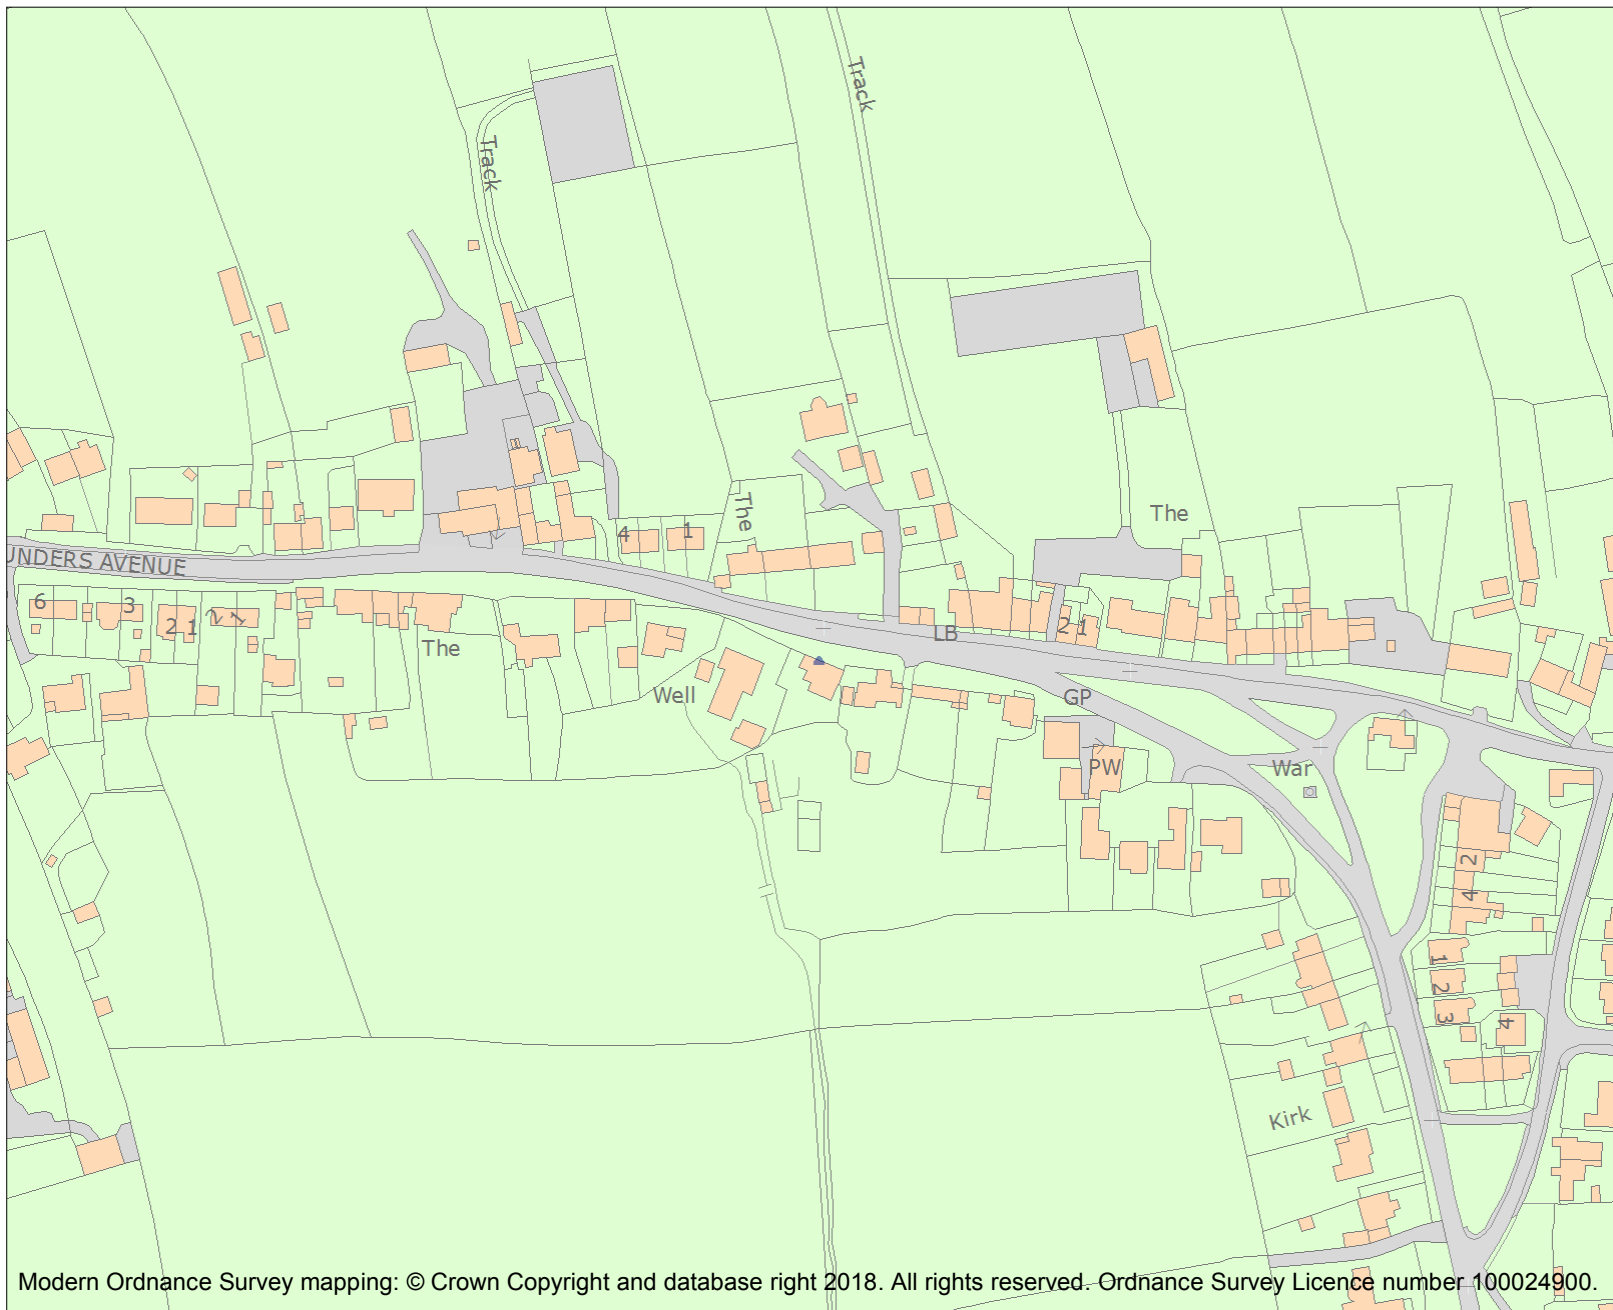 Track
Track
The
The
4
1
UNDERS AVENUE
6
3
2 1
2
1
The
Well
LB
2 1
GP
PW
War
2
4
1
2
3
4
Kirk
Modern Ordnance Survey mapping: © Crown Copyright and database right 2018. All rights reserved. Ordnance Survey Licence number 100024900.